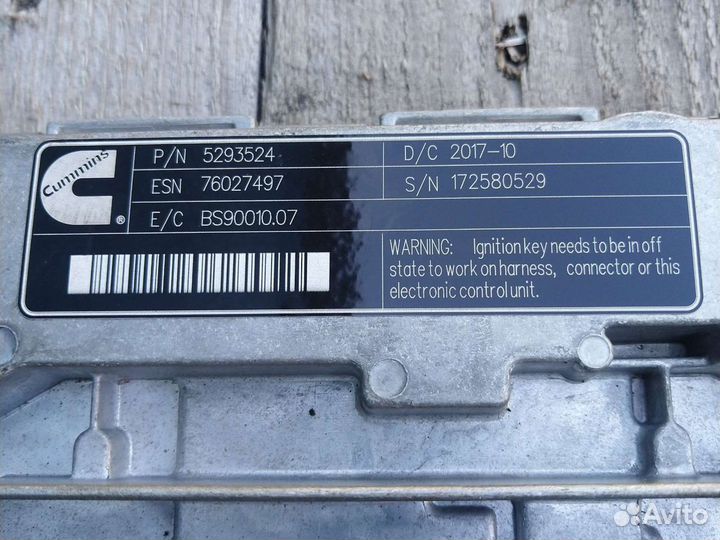 Cummins
®
P/N 5293524
ESN 76027497
E/C BS90010.07
D/C 2017-10
S/N 172580529
WARNING: Ignition key needs to be in off
state to work on harness, connector or this
electronic control unit.
Avito